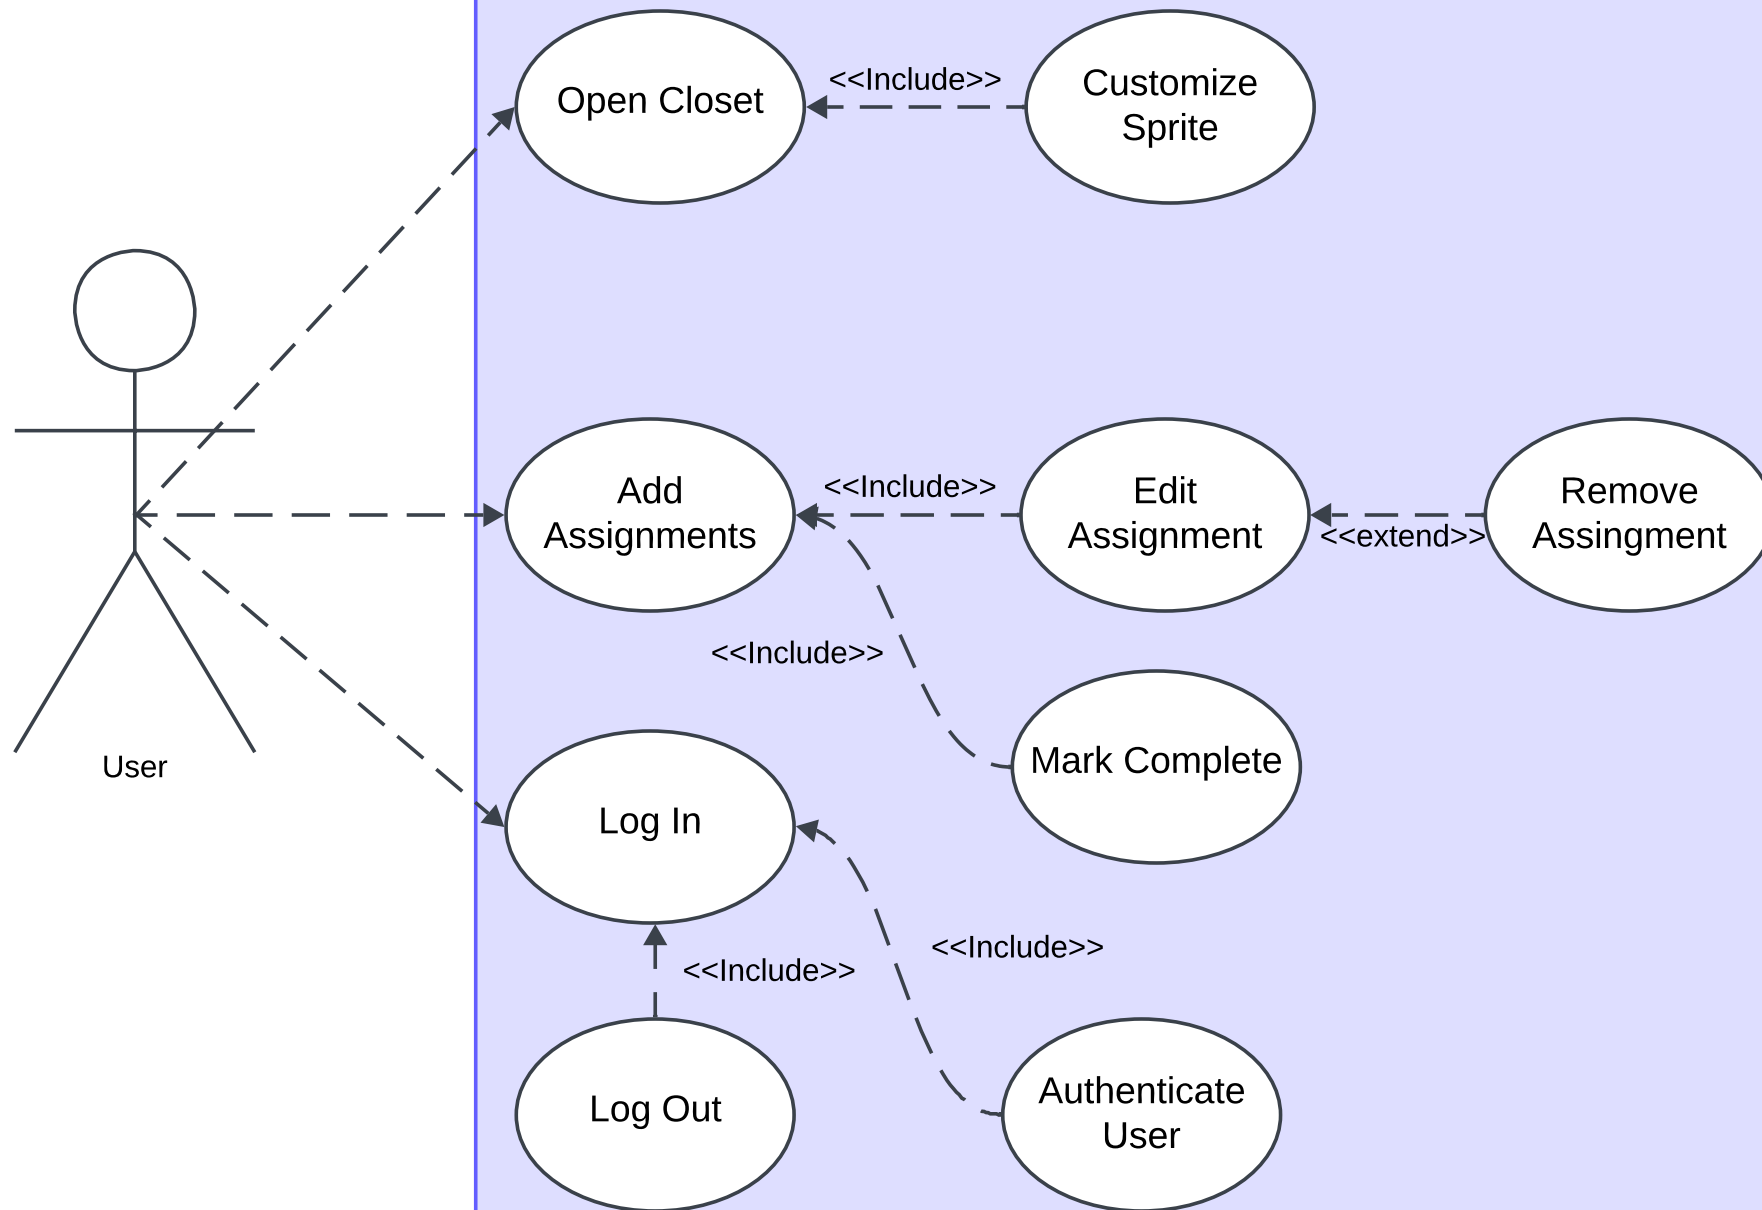 Open Closet
<<Include>>
Customize
Sprite
Add
Assignments
<<Include>>
Edit
Assignment
<<extend>>
Remove
Assingment
<<Include>>
Mark Complete
User
Log In
<<Include>>
<<Include>>
Log Out
Authenticate
User